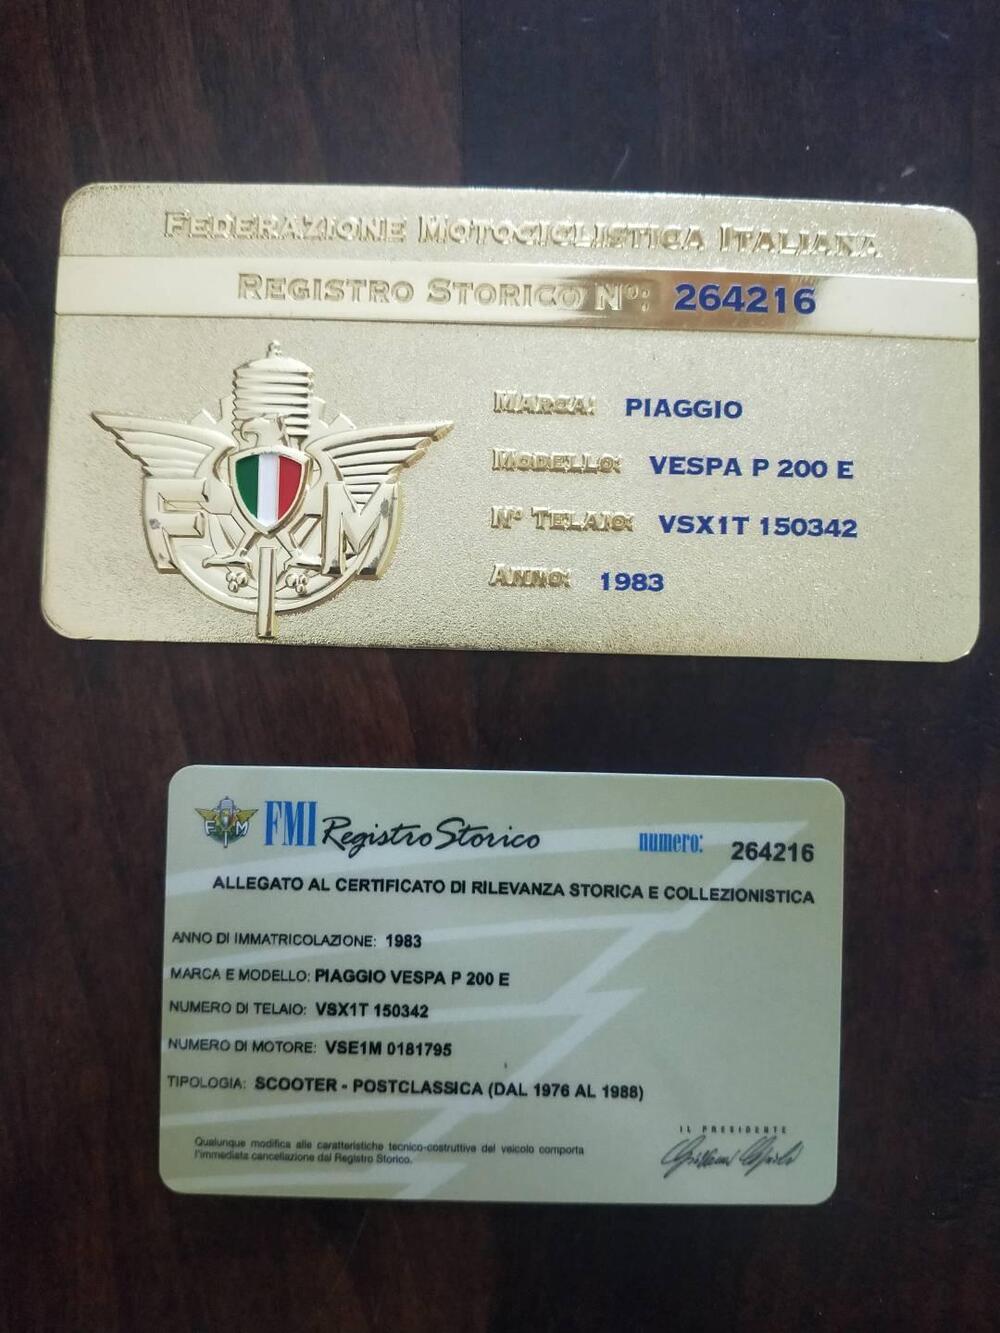 FEDERAZIONE MOTOCICLISTICA ITALIANA
REGISTRO STORICO N°: 264216
MARCA: PIAGGIO
MODELLO: VESPA P 200 E
N° TELAIO: VSX1T 150342
ANNO: 1983
F M
F M
FMI Registro Storico numero: 264216
ALLEGATO AL CERTIFICATO DI RILEVANZA STORICA E COLLEZIONISTICA
ANNO DI IMMATRICOLAZIONE: 1983
MARCA E MODELLO: PIAGGIO VESPA P 200 E
NUMERO DI TELAIO: VSX1T 150342
NUMERO DI MOTORE: VSE1M 0181795
TIPOLOGIA: SCOOTER - POSTCLASSICA (DAL 1976 AL 1988)
Qualunque modifica alle caratteristiche tecnico-costruttive del veicolo comporta
l'immediata cancellazione dal Registro Storico.
IL PRESIDENTE